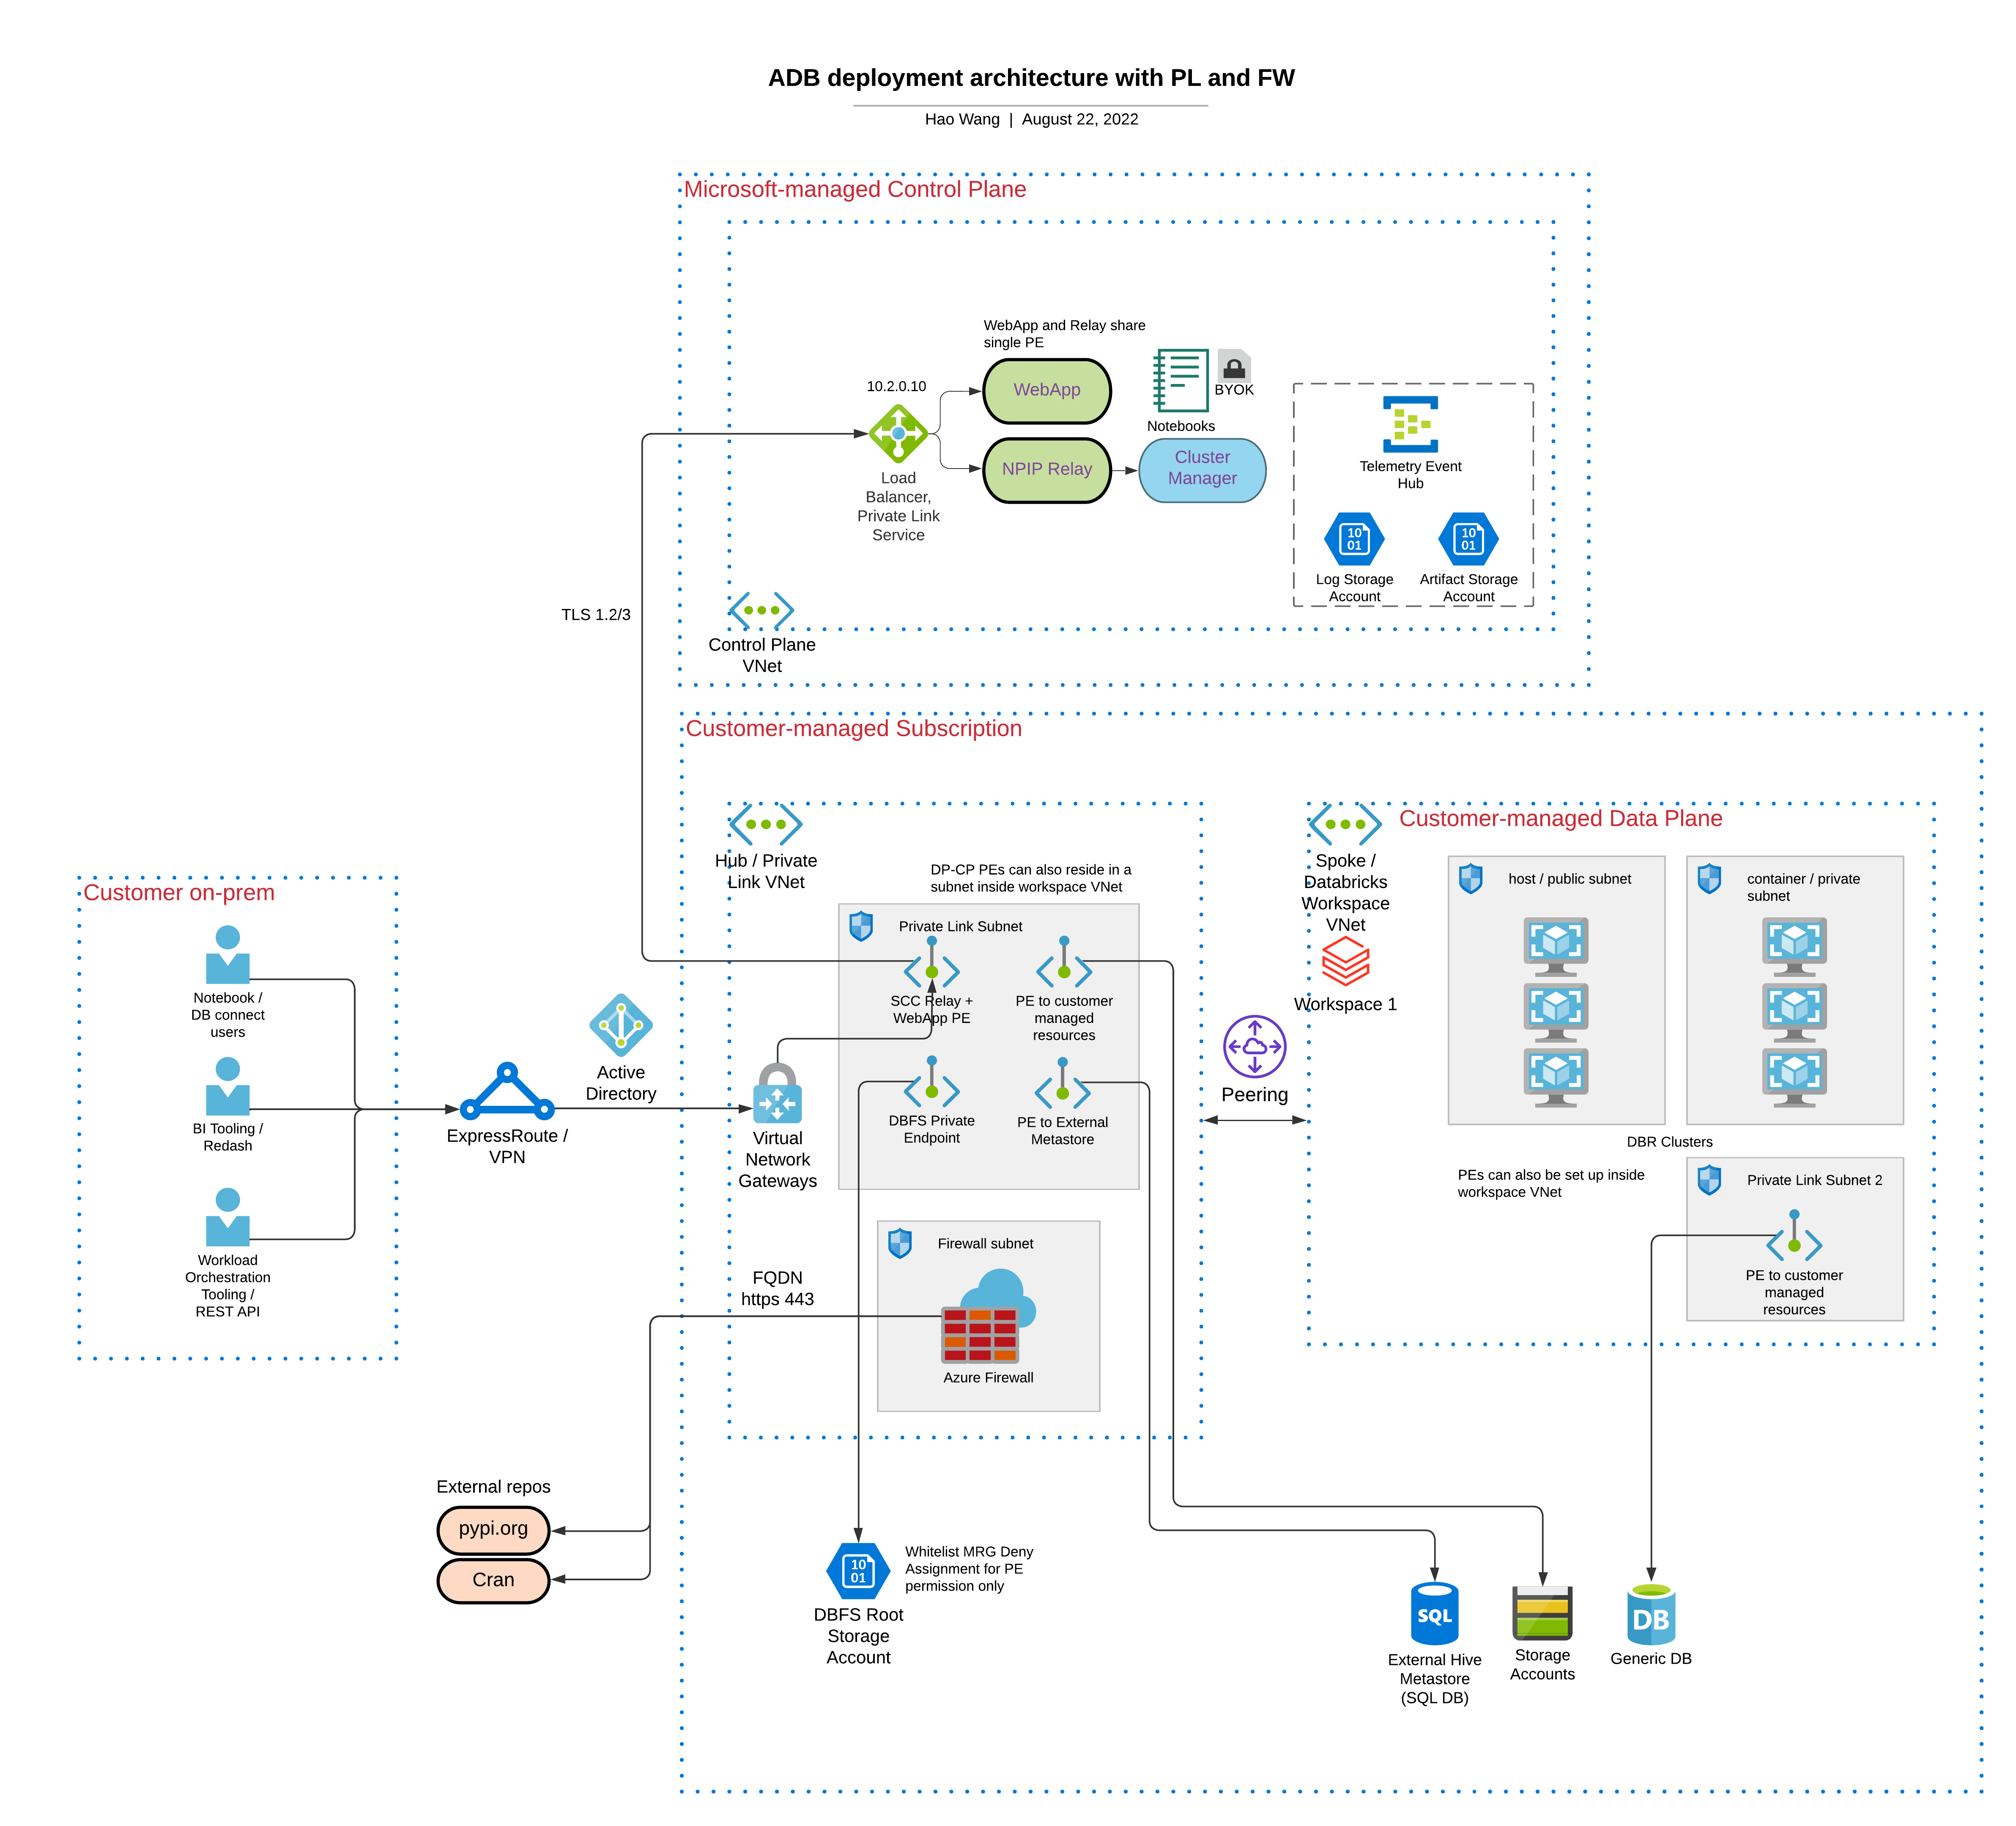 ADB deployment architecture with PL and FW
Hao Wang | August 22, 2022
Microsoft-managed Control Plane
WebApp and Relay share
single PE
10.2.0.10
WebApp
BYOK
Notebooks
NPIP Relay
Cluster
Manager
Load
Balancer,
Private Link
Service
Telemetry Event
Hub
10
01
Log Storage
Account
10
01
Artifact Storage
Account
TLS 1.2/3
Control Plane
VNet
Customer-managed Subscription
Hub / Private
Link VNet
DP-CP PEs can also reside in a
subnet inside workspace VNet
Private Link Subnet
SCC Relay +
WebApp PE
PE to customer
managed
resources
DBFS Private
Endpoint
PE to External
Metastore
Virtual
Network
Gateways
Firewall subnet
Azure Firewall
FQDN
https 443
Peering
Spoke /
Databricks
Workspace
VNet
Workspace 1
Customer-managed Data Plane
host / public subnet
container / private
subnet
DBR Clusters
PEs can also be set up inside
workspace VNet
Private Link Subnet 2
PE to customer
managed
resources
Customer on-prem
Notebook /
DB connect
users
BI Tooling /
Redash
Workload
Orchestration
Tooling /
REST API
Active
Directory
ExpressRoute /
VPN
External repos
pypi.org
Cran
10
01
DBFS Root
Storage
Account
Whitelist MRG Deny
Assignment for PE
permission only
SQL
External Hive
Metastore
(SQL DB)
Storage
Accounts
DB
Generic DB